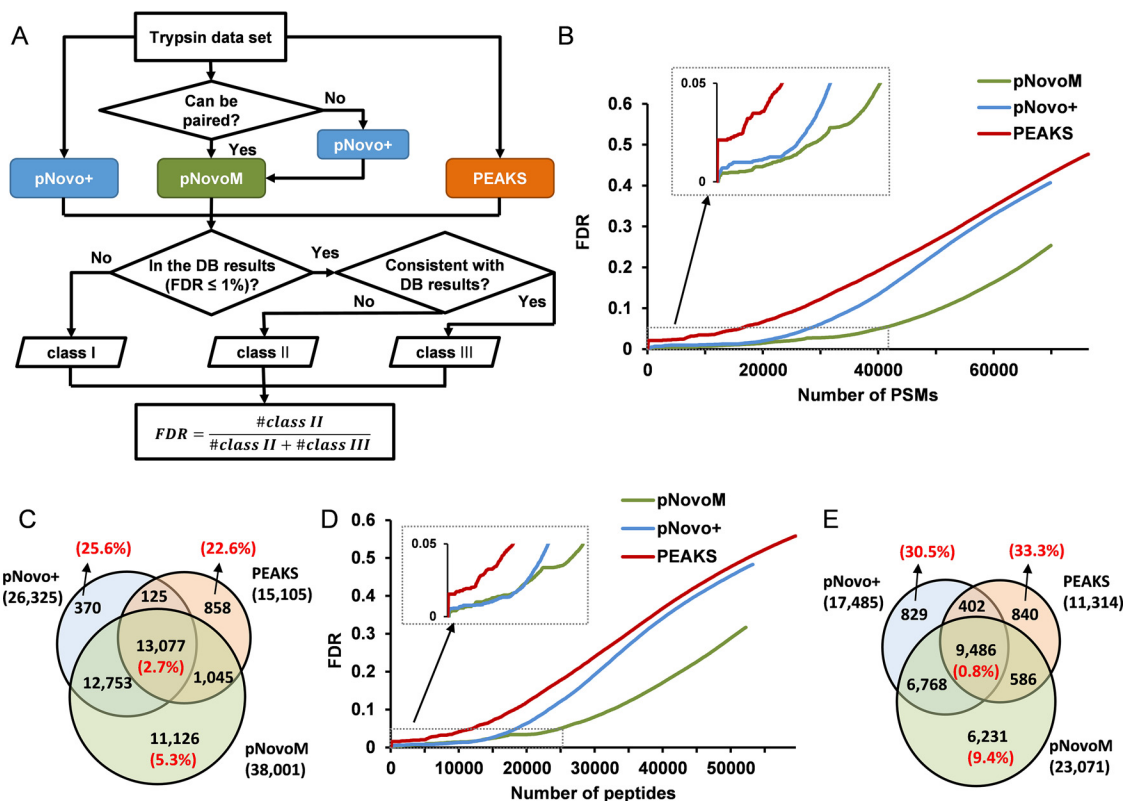 A
Trypsin data set
Can be
paired?
No
Yes
pNovo+
pNovo+
pNovoM
PEAKS
No
In the DB results
(FDR ≤ 1%)?
Yes
Consistent with
DB results?
No
Yes
class I
class II
class III
FDR = #class II / #class II + #class III
B
0.05
0
pNovoM
pNovo+
PEAKS
0.6
0.5
0.4
0.3
0.2
0.1
0
FDR
0 20000 40000 60000
Number of PSMs
C
(25.6%)
(22.6%)
pNovo+
(26,325)
PEAKS
(15,105)
370
125
858
13,077
(2.7%)
12,753
1,045
11,126
(5.3%)
pNovoM
(38,001)
D
0.05
0
pNovoM
pNovo+
PEAKS
0.6
0.5
0.4
0.3
0.2
0.1
0
FDR
0 10000 20000 30000 40000 50000
Number of peptides
E
(30.5%)
(33.3%)
pNovo+
(17,485)
PEAKS
(11,314)
829
402
840
9,486
(0.8%)
6,768
586
6,231
(9.4%)
pNovoM
(23,071)